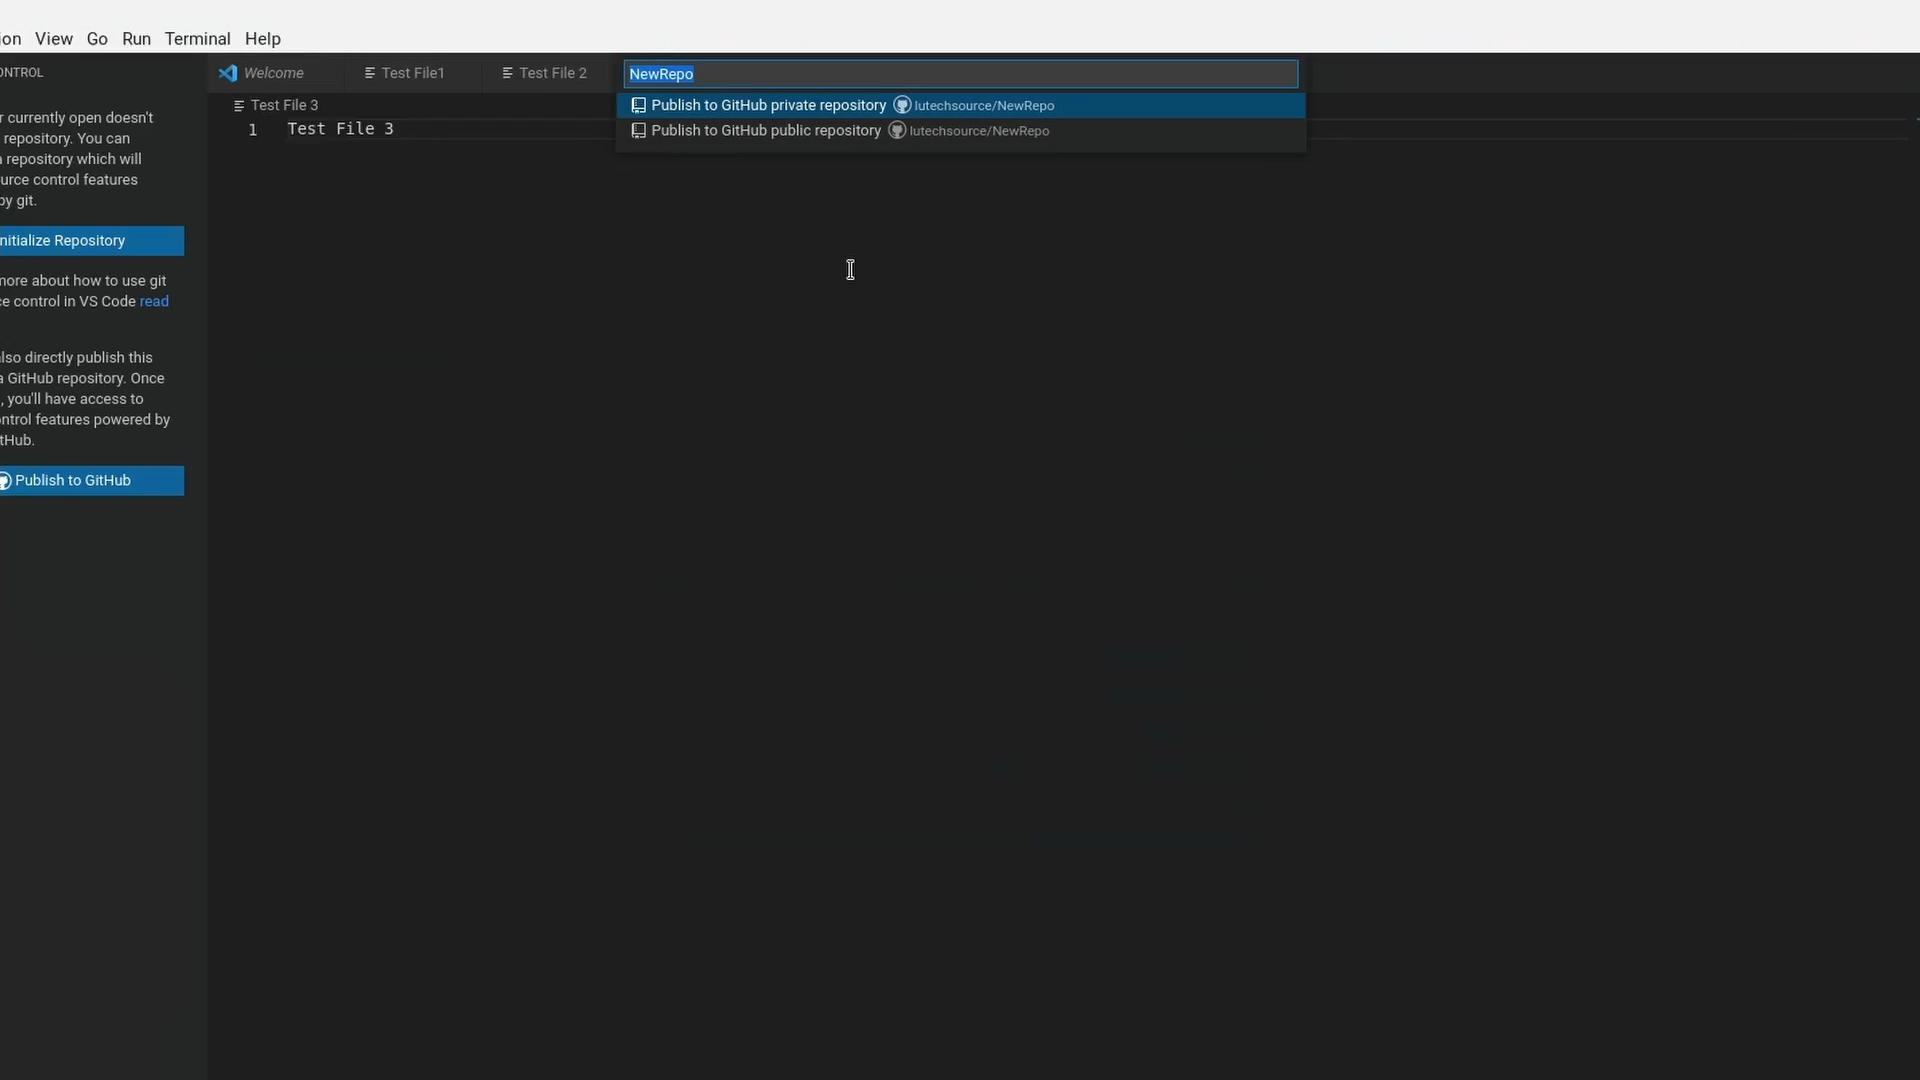 ion View Go Run Terminal Help
ONTROL
r currently open doesn't
repository. You can
a repository which will
urce control features
by git.
nitialize Repository
more about how to use git
ce control in VS Code read
lso directly publish this
a GitHub repository. Once
, you'll have access to
ontrol features powered by
tHub.
Publish to GitHub
Welcome
Test File1
Test File 2
NewRepo
Publish to GitHub private repository lutechsource/NewRepo
Publish to GitHub public repository lutechsource/NewRepo
Test File 3
1 Test File 3